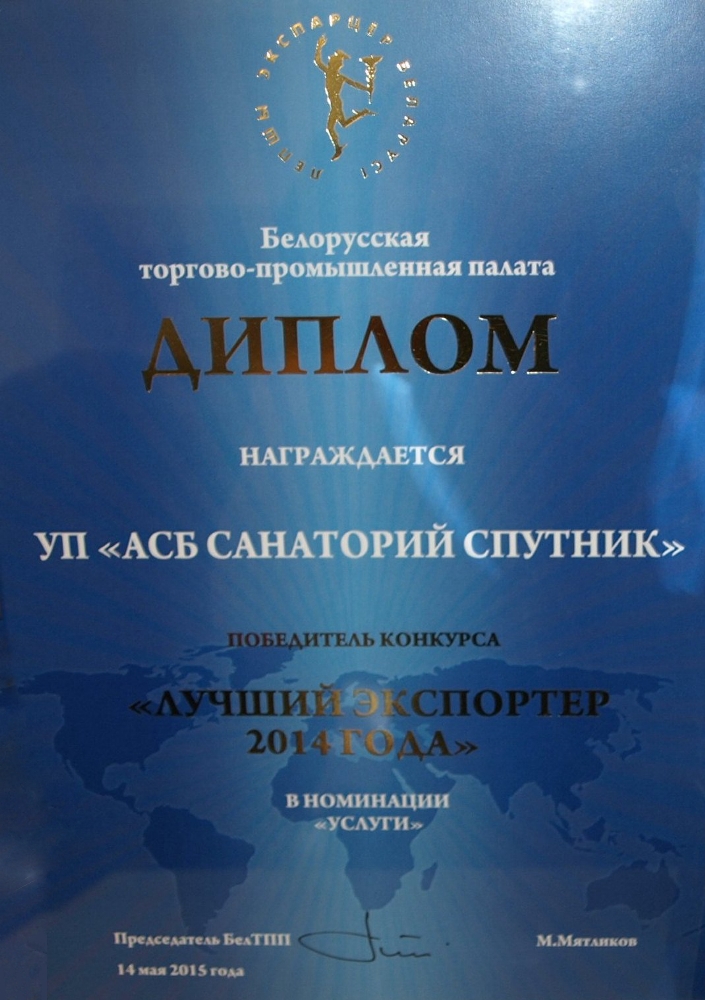 ЛЕПШЫ ЭКСПАРЦЁР БЕЛАРУСІ
Белорусская
торгово-промышленная палата
ДИПЛОМ
НАГРАЖДАЕТСЯ
УП «АСБ САНАТОРИЙ СПУТНИК»
ПОБЕДИТЕЛЬ КОНКУРСА
«ЛУЧШИЙ ЭКСПОРТЕР
2014 ГОДА»
В НОМИНАЦИИ
«УСЛУГИ»
Председатель БелТПП М.Мятликов
14 мая 2015 года